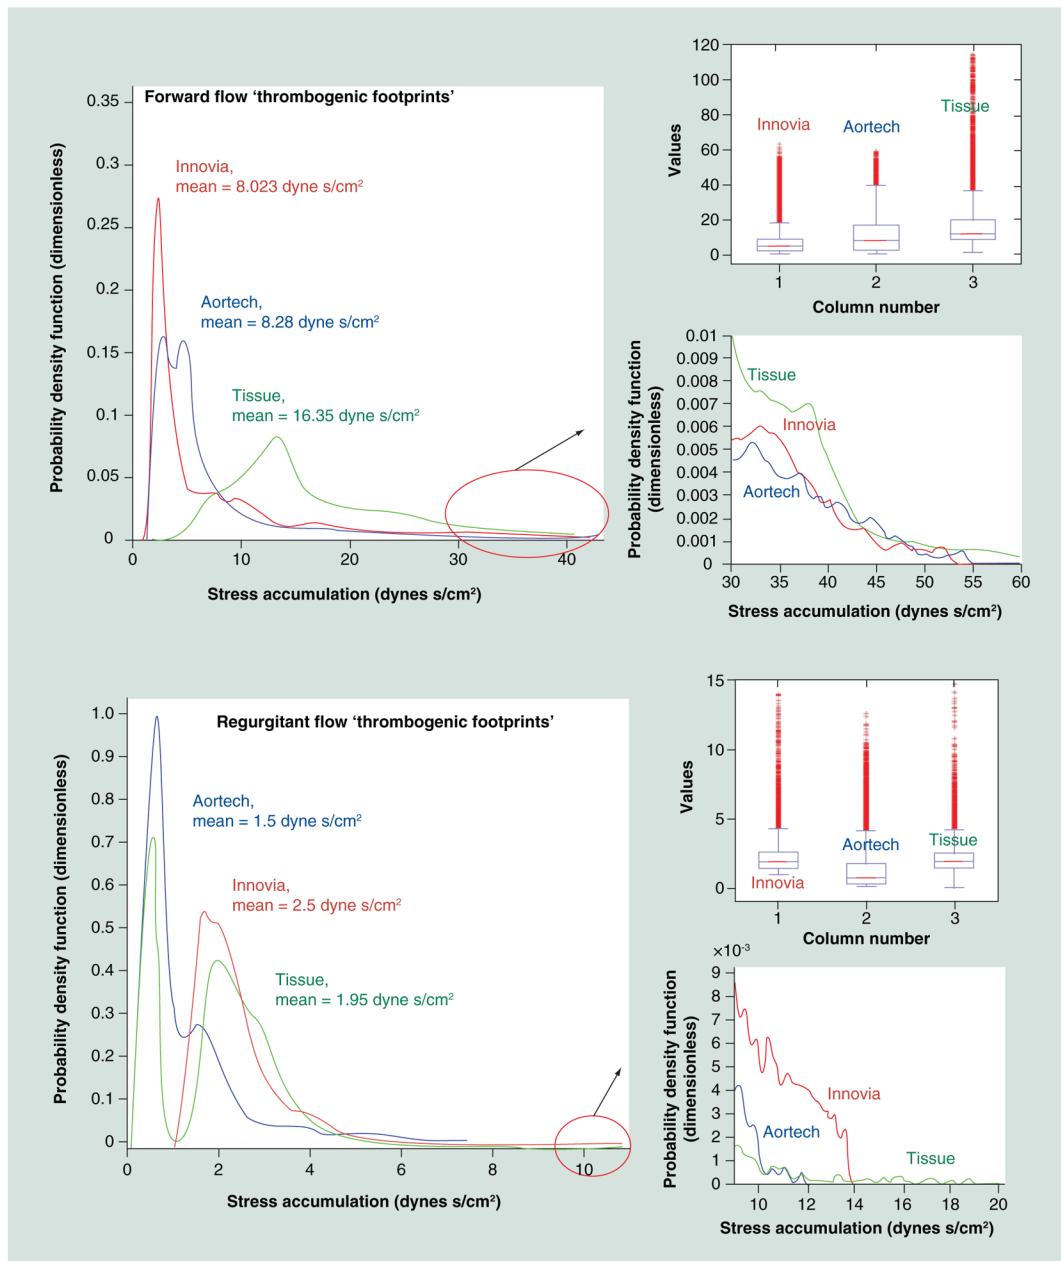 Forward flow ‘thrombogenic footprints’
Probability density function (dimensionless)
0.35
0.3
0.25
0.2
0.15
0.1
0.05
0
Innovia,
mean = 8.023 dyne s/cm²
Aortech,
mean = 8.28 dyne s/cm²
Tissue,
mean = 16.35 dyne s/cm²
0 10 20 30 40
Stress accumulation (dynes s/cm²)
Values
120
100
80
60
40
20
0
Innovia
Aortech
Tissue
1 2 3
Column number
Probability density function
(dimensionless)
0.01
0.009
0.008
0.007
0.006
0.005
0.004
0.003
0.002
0.001
0
Tissue
Innovia
Aortech
30 35 40 45 50 55 60
Stress accumulation (dynes s/cm²)
Regurgitant flow ‘thrombogenic footprints’
Probability density function (dimensionless)
1.0
0.9
0.8
0.7
0.6
0.5
0.4
0.3
0.2
0.1
0
Aortech,
mean = 1.5 dyne s/cm²
Innovia,
mean = 2.5 dyne s/cm²
Tissue,
mean = 1.95 dyne s/cm²
0 2 4 6 8 10
Stress accumulation (dynes s/cm²)
Values
15
10
5
0
Innovia
Aortech
Tissue
1 2 3
Column number
×10⁻³
Probability density function
(dimensionless)
9
8
7
6
5
4
3
2
1
0
Innovia
Aortech
Tissue
10 12 14 16 18 20
Stress accumulation (dynes s/cm²)